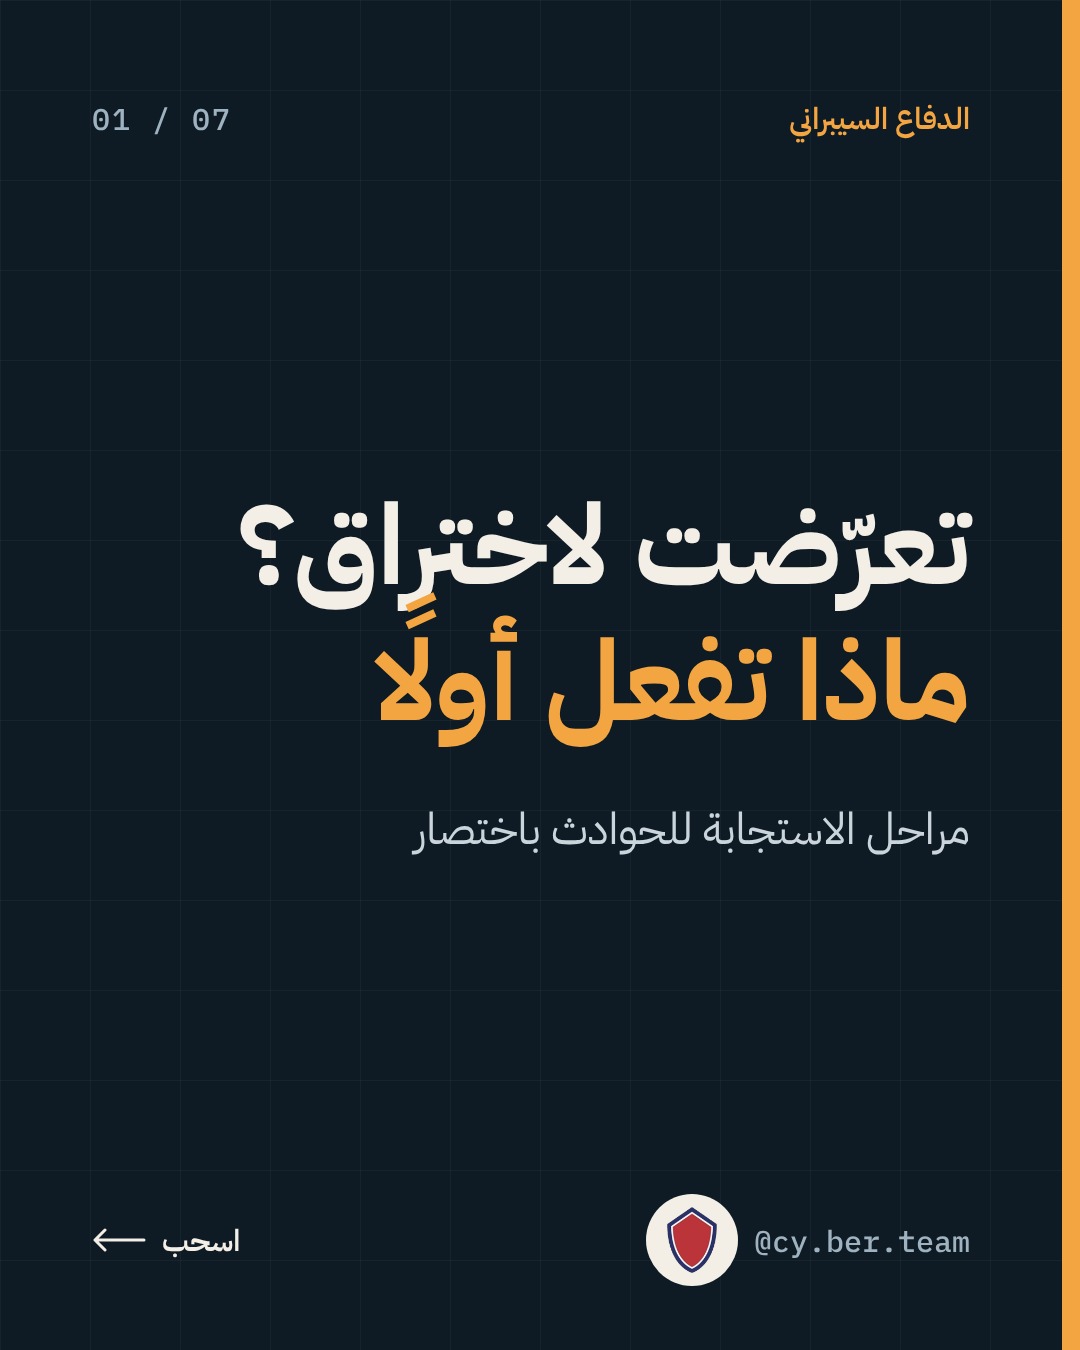 الدفاع السيبراني
01 / 07
تعرّضت لاختراق؟
ماذا تفعل أولًا
مراحل الاستجابة للحوادث باختصار
@cy.ber.team
اسحب ←